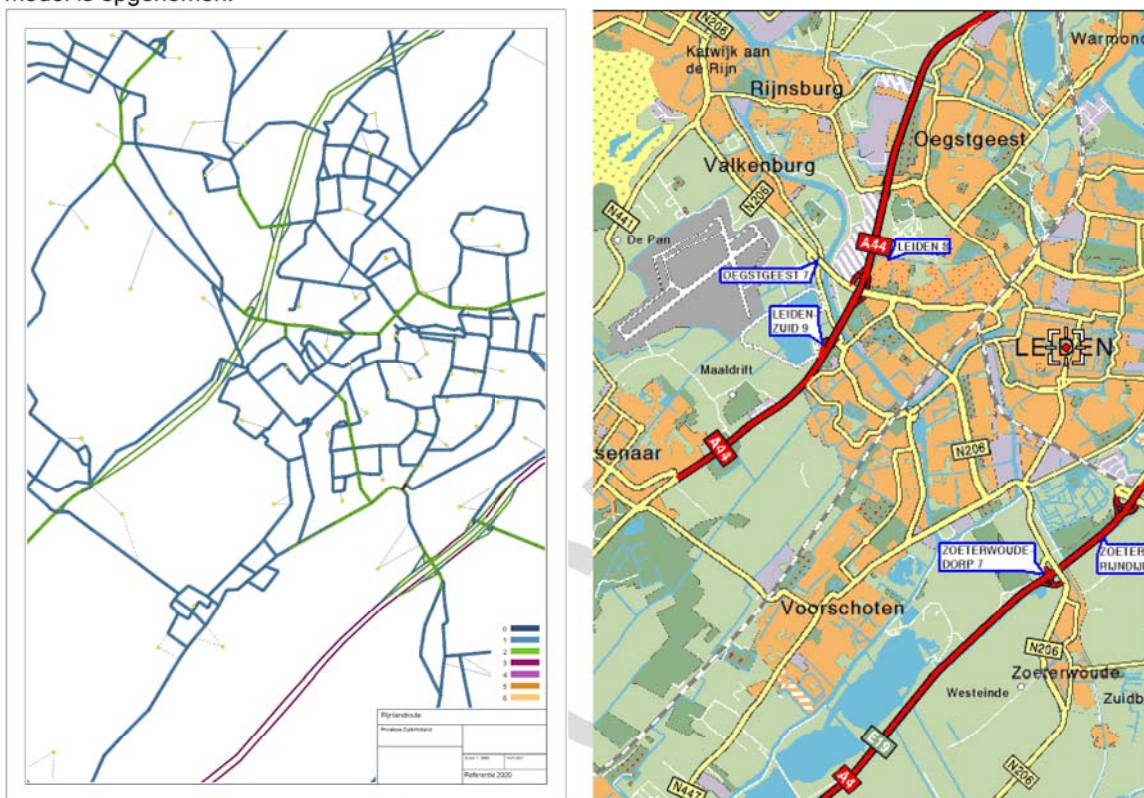 model is opgenomen.
0
1
2
3
4
5
6
Rijnlandroute
Provincie Zuid-Holland
Referentie 2020
N206
Katwijk aan
de Rijn
Warmond
Rijnsburg
Oegstgeest
Valkenburg
N206
N441
De Pan
A44
LEIDEN 8
OEGSTGEEST 7
LEIDEN-
ZUID 9
LEIDEN
Maaldrift
A44
senaar
N206
ZOETERWOUDE-
DORP 7
ZOETER
RIJNDIJK
Voorschoten
N206
Zoeterwoude
Westeinde
Zuidb
E19
A4
N447
N206